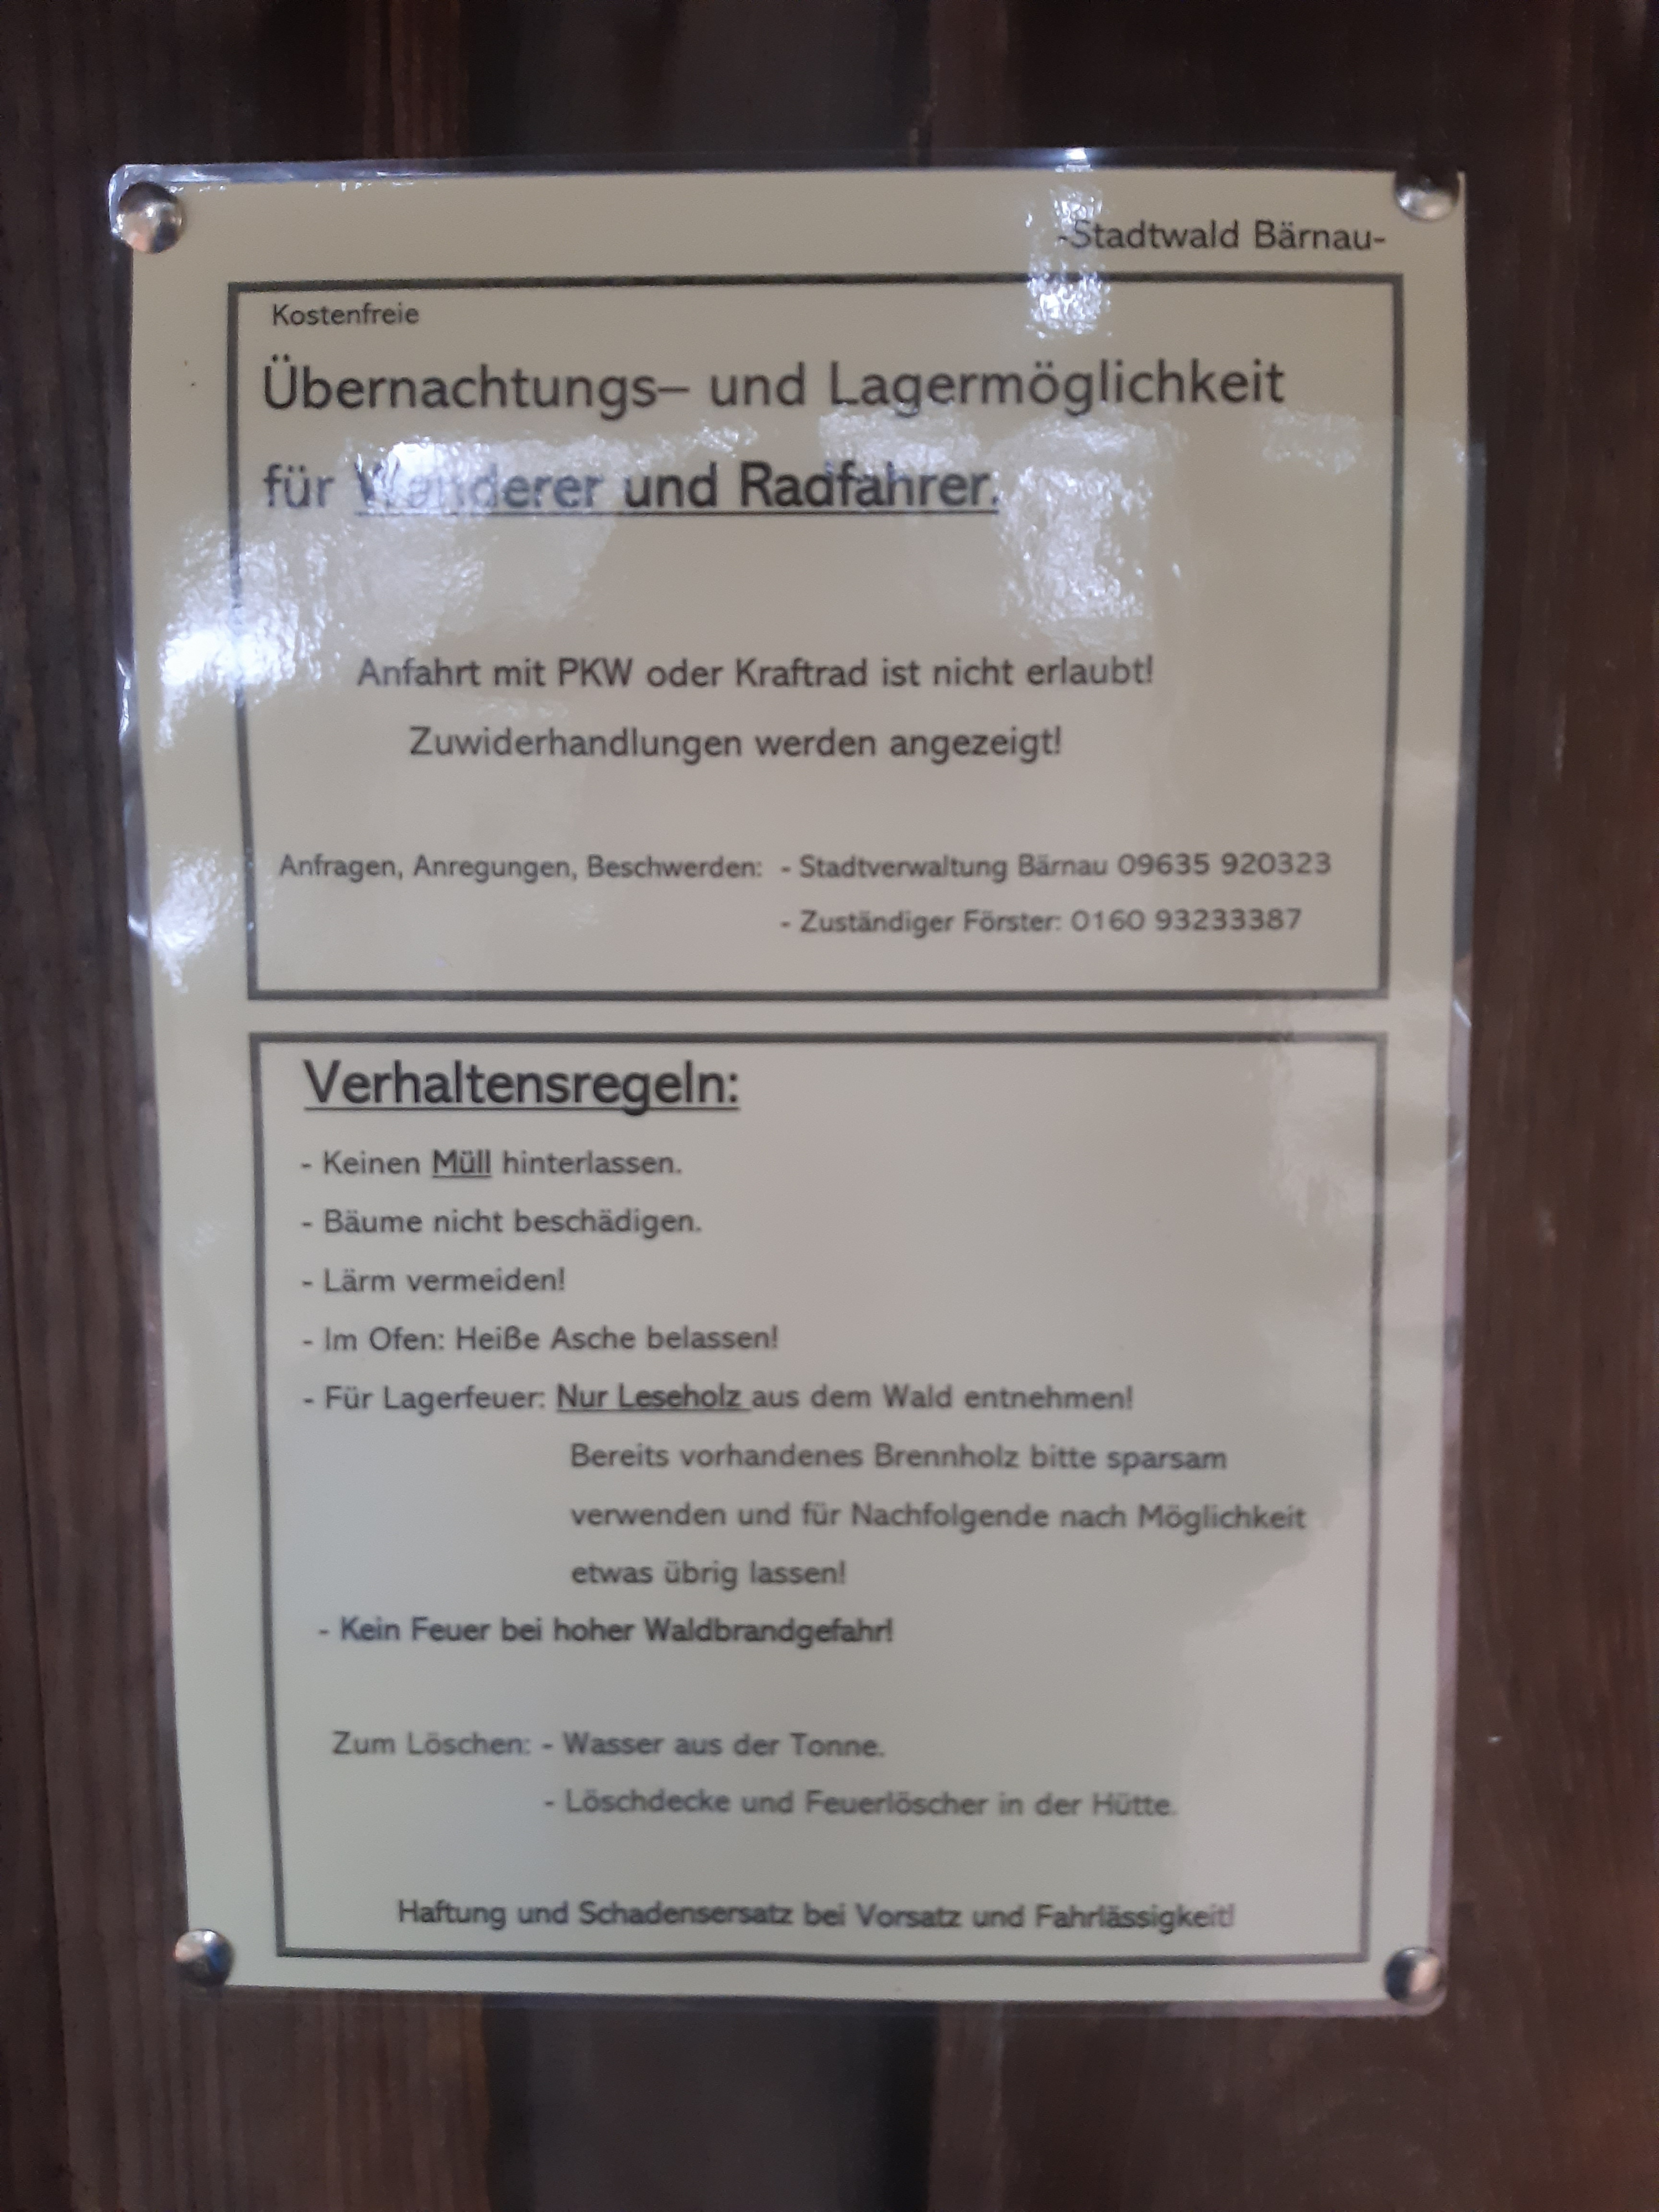 -Stadtwald Bärnau-
Kostenfreie
Übernachtungs– und Lagermöglichkeit
für Wanderer und Radfahrer.
Anfahrt mit PKW oder Kraftrad ist nicht erlaubt!
Zuwiderhandlungen werden angezeigt!
Anfragen, Anregungen, Beschwerden: - Stadtverwaltung Bärnau 09635 920323
- Zuständiger Förster: 0160 93233387
Verhaltensregeln:
- Keinen Müll hinterlassen.
- Bäume nicht beschädigen.
- Lärm vermeiden!
- Im Ofen: Heiße Asche belassen!
- Für Lagerfeuer: Nur Leseholz aus dem Wald entnehmen!
Bereits vorhandenes Brennholz bitte sparsam
verwenden und für Nachfolgende nach Möglichkeit
etwas übrig lassen!
- Kein Feuer bei hoher Waldbrandgefahr!
Zum Löschen: - Wasser aus der Tonne.
- Löschdecke und Feuerlöscher in der Hütte.
Haftung und Schadensersatz bei Vorsatz und Fahrlässigkeit!